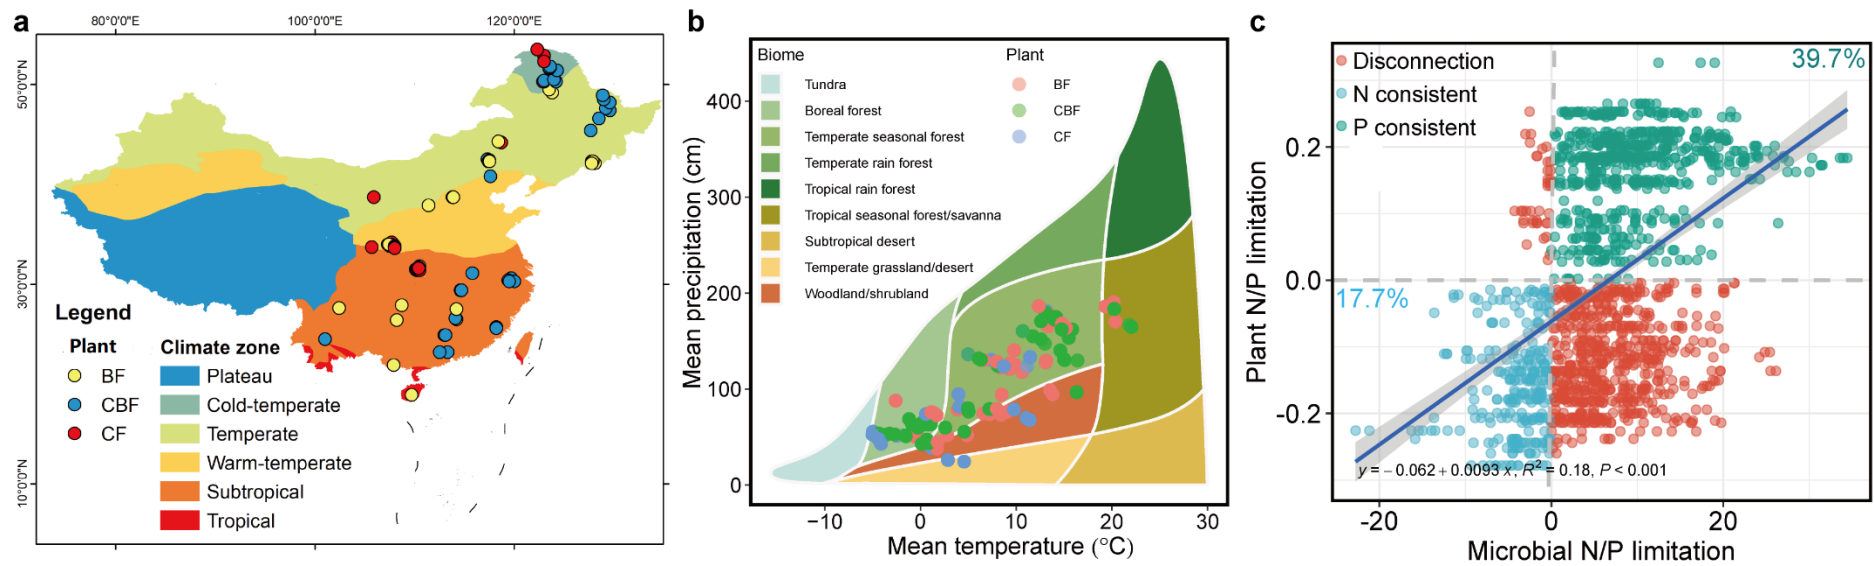 a
80°0'0"E 100°0'0"E 120°0'0"E
50°0'0"N
30°0'0"N
10°0'0"N
Legend
Plant
BF
CBF
CF
Climate zone
Plateau
Cold-temperate
Temperate
Warm-temperate
Subtropical
Tropical
b
Mean precipitation (cm)
400
300
200
100
0
Biome
Tundra
Boreal forest
Temperate seasonal forest
Temperate rain forest
Tropical rain forest
Tropical seasonal forest/savanna
Subtropical desert
Temperate grassland/desert
Woodland/shrubland
Plant
BF
CBF
CF
−10 0 10 20 30
Mean temperature (°C)
c
Plant N/P limitation
0.2
0.0
-0.2
Disconnection
N consistent
P consistent
39.7%
17.7%
y = − 0.062 + 0.0093 x, R² = 0.18, P < 0.001
-20 0 20
Microbial N/P limitation